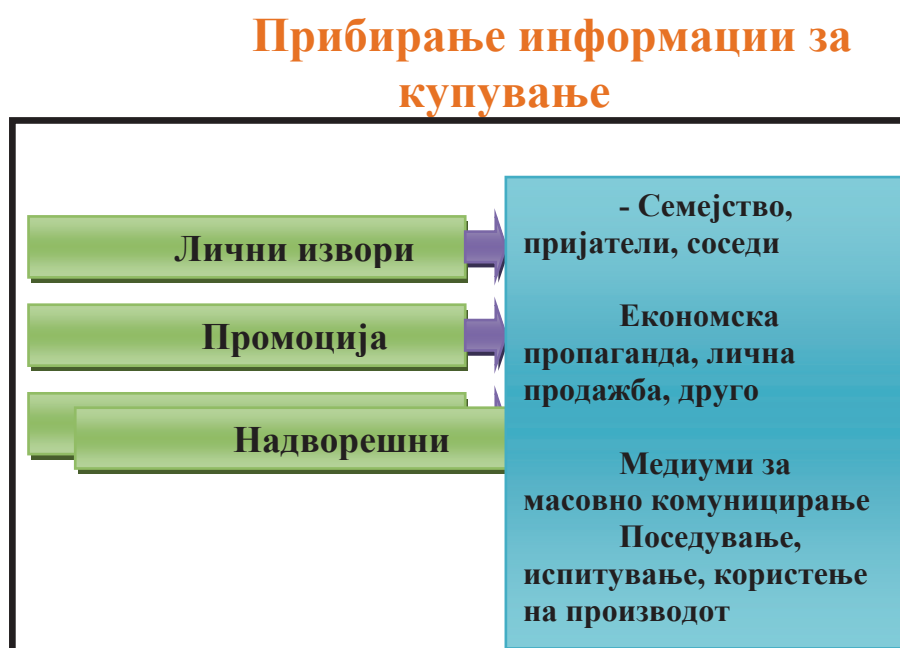 Прибирање информации за
купување
Лични извори
Промоција
Надворешни
- Семејство,
пријатели, соседи
Економска
пропаганда, лична
продажба, друго
Медиуми за
масовно комуницирање
Поседување,
испитување, користење
на производот